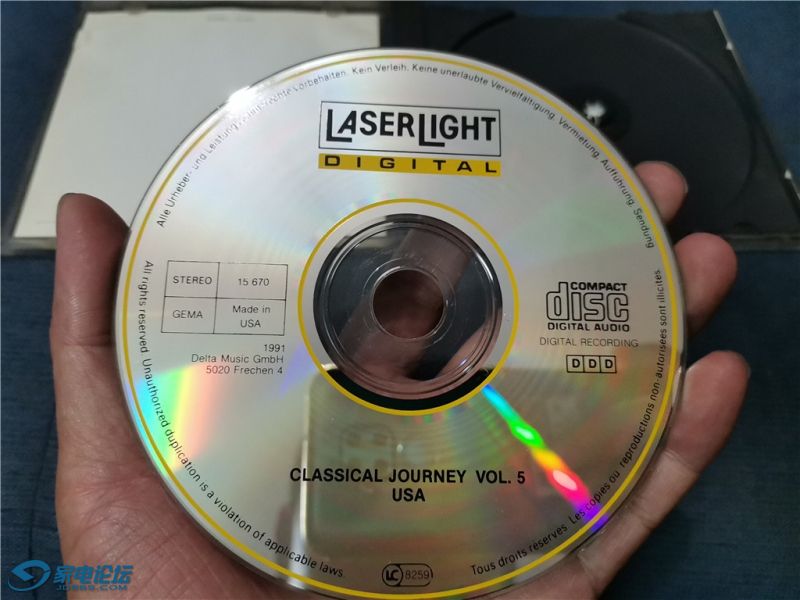 LASERLIGHT
DIGITAL
Alle Urheber- und Leistungsschutzrechte vorbehalten. Kein Verleih. Keine unerlaubte Vervielfältigung, Vermietung, Aufführung, Sendung
STEREO 15 670
GEMA Made in
USA
1991
Delta Music GmbH
5020 Frechen 4
COMPACT
disc
DIGITAL AUDIO
DIGITAL RECORDING
DDD
CLASSICAL JOURNEY VOL. 5
USA
All rights reserved. Unauthorized duplication is a violation of applicable laws.
LC 8259
Tous droits réservés. Les copies ou reproductions non-autorisées sont illicites.
家电论坛
JDBBS.COM